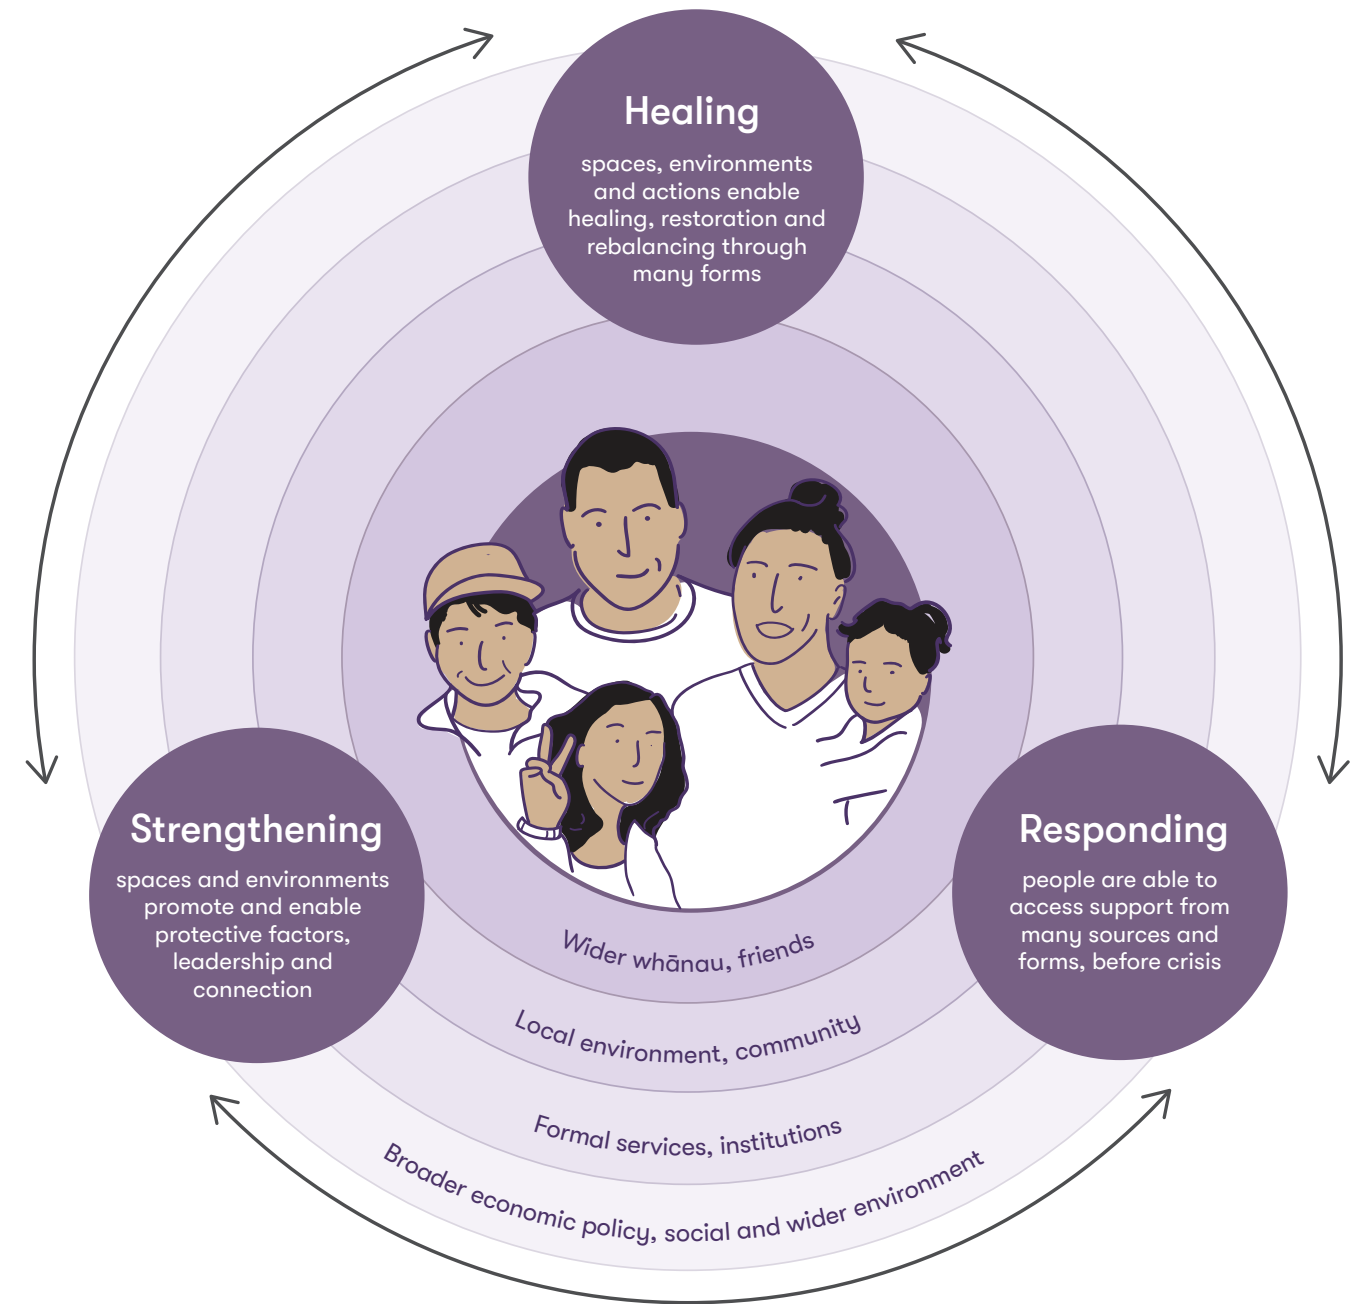 Healing
spaces, environments
and actions enable
healing, restoration and
rebalancing through
many forms
Strengthening
spaces and environments
promote and enable
protective factors,
leadership and
connection
Responding
people are able to
access support from
many sources and
forms, before crisis
Wider whānau, friends
Local environment, community
Formal services, institutions
Broader economic policy, social and wider environment